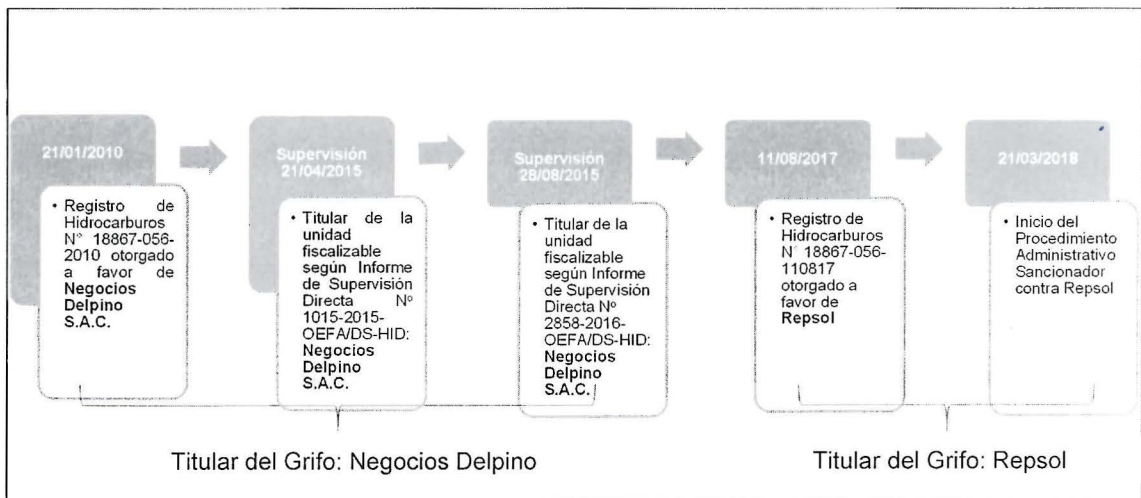 21/01/2010
• Registro de
Hidrocarburos
N° 18867-056-
2010 otorgado
a favor de
Negocios
Delpino
S.A.C.
Supervisión
21/04/2015
• Titular de la
unidad
fiscalizable
según Informe
de Supervisión
Directa Nº
1015-2015-
OEFA/DS-HID:
Negocios
Delpino
S.A.C.
Supervisión
28/08/2015
• Titular de la
unidad
fiscalizable
según Informe
de Supervisión
Directa Nº
2858-2016-
OEFA/DS-HID:
Negocios
Delpino
S.A.C.
11/08/2017
• Registro de
Hidrocarburos
N° 18867-056-
110817
otorgado a
favor de
Repsol
21/03/2018
• Inicio del
Procedimiento
Administrativo
Sancionador
contra Repsol
Titular del Grifo: Negocios Delpino
Titular del Grifo: Repsol